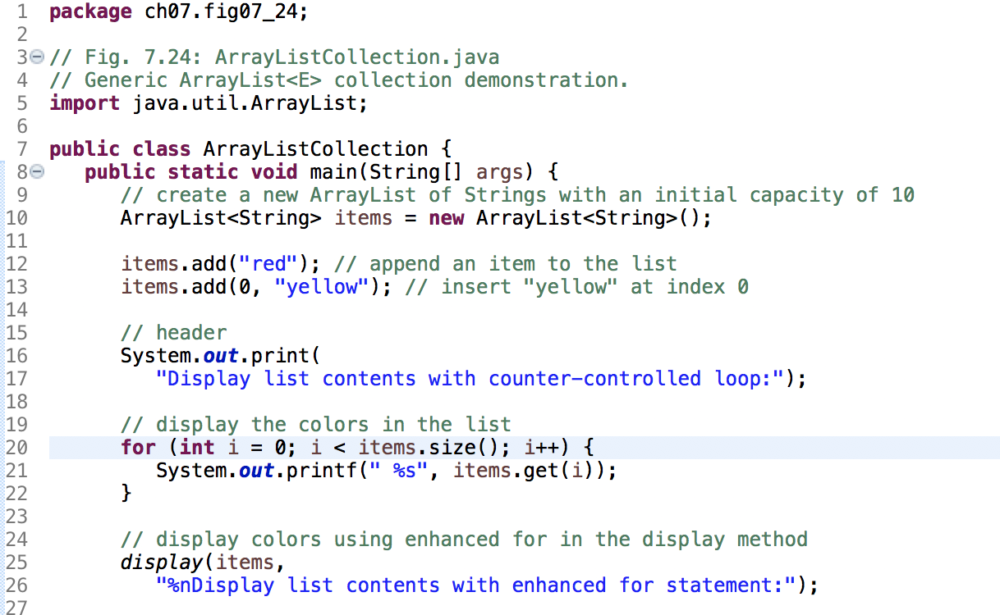 1 package ch07.fig07_24;
2
3 // Fig. 7.24: ArrayListCollection.java
4 // Generic ArrayList<E> collection demonstration.
5 import java.util.ArrayList;
6
7 public class ArrayListCollection {
8    public static void main(String[] args) {
9       // create a new ArrayList of Strings with an initial capacity of 10
10       ArrayList<String> items = new ArrayList<String>();
11
12       items.add("red"); // append an item to the list
13       items.add(0, "yellow"); // insert "yellow" at index 0
14
15       // header
16       System.out.print(
17          "Display list contents with counter-controlled loop:");
18
19       // display the colors in the list
20       for (int i = 0; i < items.size(); i++) {
21          System.out.printf(" %s", items.get(i));
22       }
23
24       // display colors using enhanced for in the display method
25       display(items,
26          "%nDisplay list contents with enhanced for statement:");
27